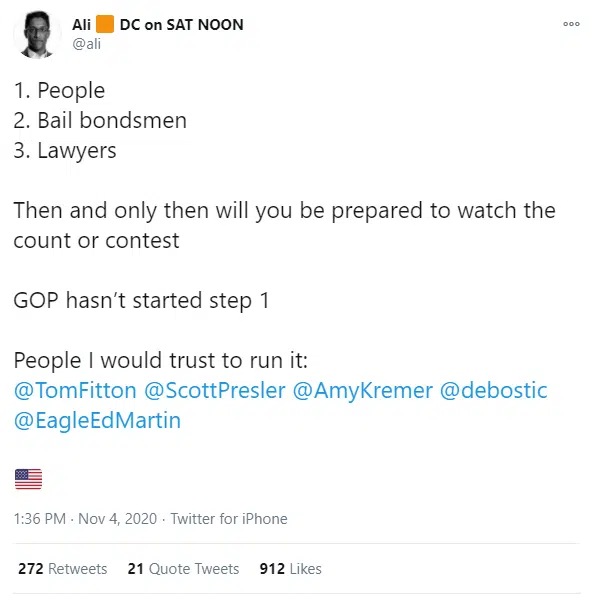 Ali 🟧 DC on SAT NOON
@ali
1. People
2. Bail bondsmen
3. Lawyers
Then and only then will you be prepared to watch the
count or contest
GOP hasn't started step 1
People I would trust to run it:
@TomFitton @ScottPresler @AmyKremer @debostic
@EagleEdMartin
🇺🇸
1:36 PM · Nov 4, 2020 · Twitter for iPhone
272 Retweets 21 Quote Tweets 912 Likes